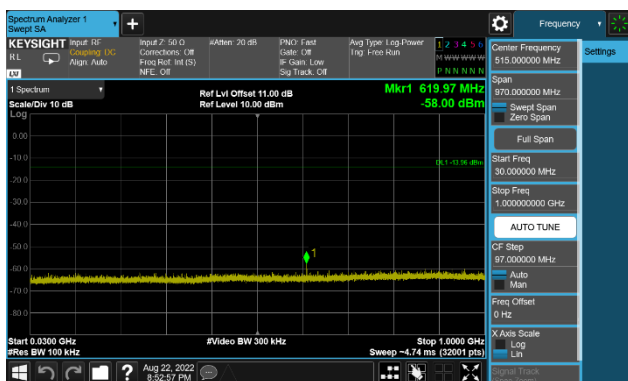 Spectrum Analyzer 1
Swept SA
Frequency
KEYSIGHT
RL
Input: RF
Coupling: DC
Align: Auto
Input Z: 50 Ω
Corrections: Off
Freq Ref: Int (S)
NFE: Off
#Atten: 20 dB
PNO: Fast
Gate: Off
IF Gain: Low
Sig Track: Off
Avg Type: Log-Power
Trig: Free Run
1 2 3 4 5 6
M W W W W W
P N N N N N
LW
1 Spectrum
Scale/Div 10 dB
Log
Ref Lvl Offset 11.00 dB
Ref Level 10.00 dBm
Mkr1 619.97 MHz
-58.00 dBm
0.00
-10.0
-20.0
-30.0
-40.0
-50.0
-60.0
-70.0
-80.0
DL1 -13.96 dBm
1
Start 0.0300 GHz
#Res BW 100 kHz
#Video BW 300 kHz
Stop 1.0000 GHz
Sweep ~4.74 ms (32001 pts)
Center Frequency
515.000000 MHz
Settings
Span
970.000000 MHz
Swept Span
Zero Span
Full Span
Start Freq
30.000000 MHz
Stop Freq
1.000000000 GHz
AUTO TUNE
CF Step
97.000000 MHz
Auto
Man
Freq Offset
0 Hz
X Axis Scale
Log
Lin
Signal Track
?
Aug 22, 2022
8:52:57 PM